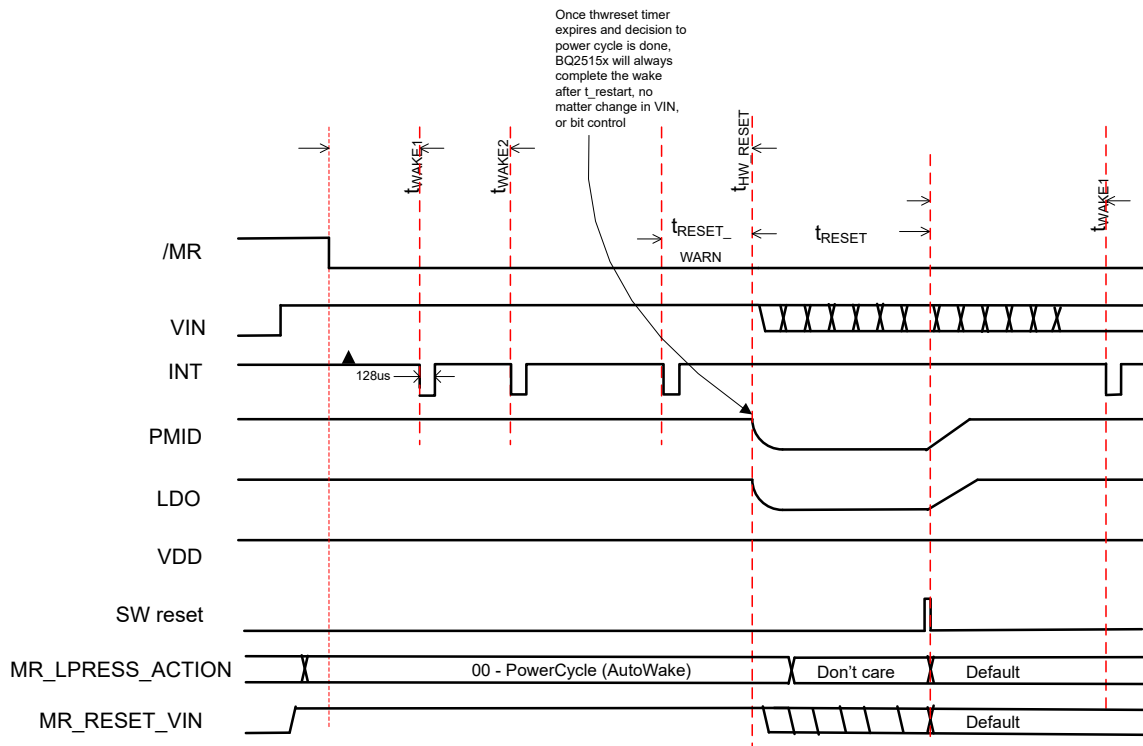 Once thwreset timer
expires and decision to
power cycle is done,
BQ2515x will always
complete the wake
after t_restart, no
matter change in VIN,
or bit control
tWAKE1
tWAKE2
tHW_RESET
tWAKE1
tRESET_
WARN
tRESET
/MR
VIN
INT
128us
PMID
LDO
VDD
SW reset
MR_LPRESS_ACTION
00 - PowerCycle (AutoWake)
Don't care
Default
MR_RESET_VIN
Default